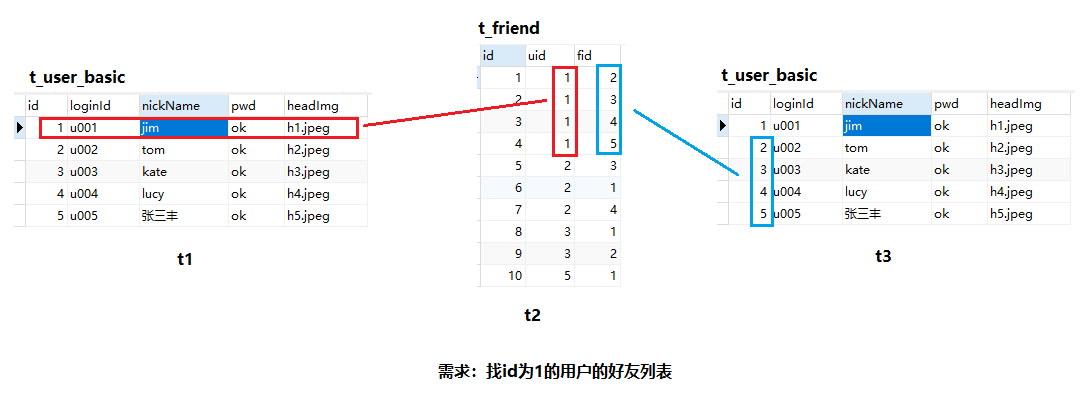 t_user_basic
id loginId nickName pwd headImg
1 u001 jim ok h1.jpeg
2 u002 tom ok h2.jpeg
3 u003 kate ok h3.jpeg
4 u004 lucy ok h4.jpeg
5 u005 张三丰 ok h5.jpeg
t1
t_friend
id uid fid
1 1 2
2 1 3
3 1 4
4 1 5
5 2 3
6 2 1
7 2 4
8 3 1
9 3 2
10 5 1
t2
t_user_basic
id loginId nickName pwd headImg
1 u001 jim ok h1.jpeg
2 u002 tom ok h2.jpeg
3 u003 kate ok h3.jpeg
4 u004 lucy ok h4.jpeg
5 u005 张三丰 ok h5.jpeg
t3
需求：找id为1的用户的好友列表